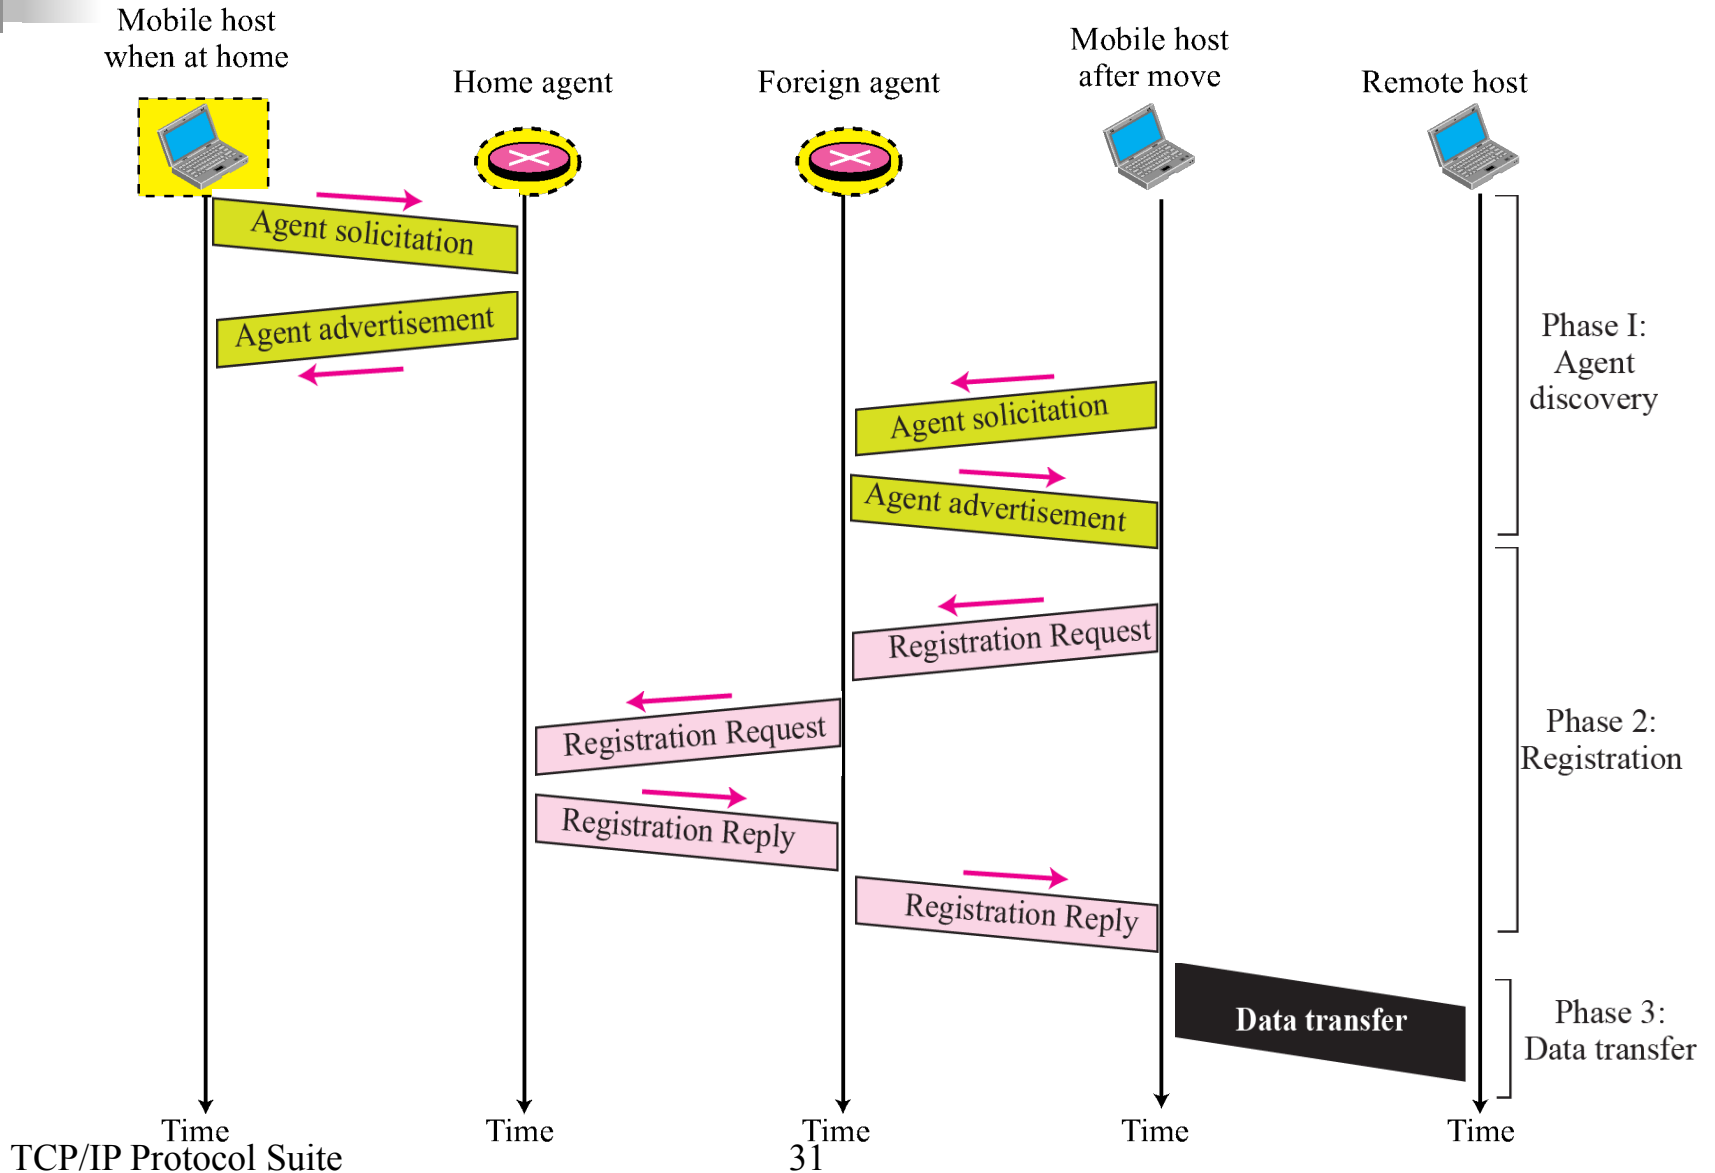 Mobile host
when at home
Home agent
Foreign agent
Mobile host
after move
Remote host
Agent solicitation
Agent advertisement
Agent solicitation
Agent advertisement
Phase I:
Agent
discovery
Registration Request
Registration Request
Registration Reply
Registration Reply
Phase 2:
Registration
Data transfer
Phase 3:
Data transfer
Time
Time
Time
Time
Time
TCP/IP Protocol Suite
31